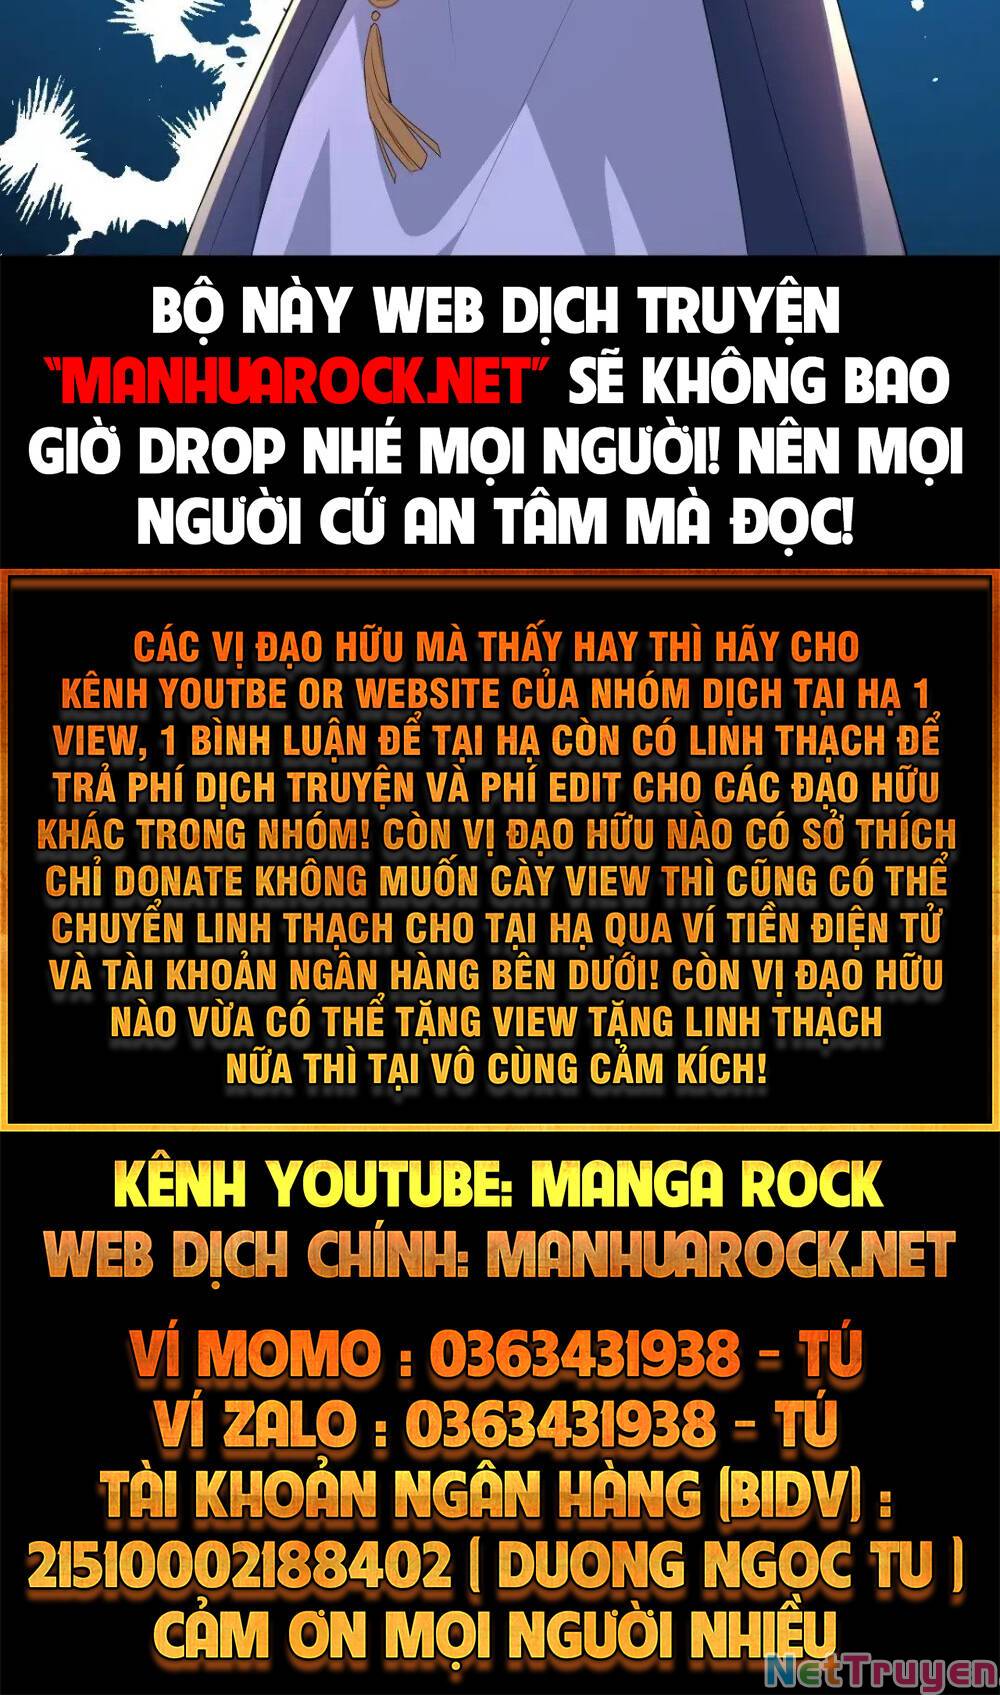 BỘ NÀY WEB DỊCH TRUYỆN
"MANHUAROCK.NET" SẼ KHÔNG BAO
GIỜ DROP NHÉ MỌI NGƯỜI! NÊN MỌI
NGƯỜI CỨ AN TÂM MÀ ĐỌC!
CÁC VỊ ĐẠO HỮU MÀ THẤY HAY THÌ HÃY CHO
KÊNH YOUTBE OR WEBSITE CỦA NHÓM DỊCH TẠI HẠ 1
VIEW, 1 BÌNH LUẬN ĐỂ TẠI HẠ CÒN CÓ LINH THẠCH ĐỂ
TRẢ PHÍ DỊCH TRUYỆN VÀ PHÍ EDIT CHO CÁC ĐẠO HỮU
KHÁC TRONG NHÓM! CÒN VỊ ĐẠO HỮU NÀO CÓ SỞ THÍCH
CHỈ DONATE KHÔNG MUỐN CÀY VIEW THÌ CŨNG CÓ THỂ
CHUYỂN LINH THẠCH CHO TẠI HẠ QUA VÍ TIỀN ĐIỆN TỬ
VÀ TÀI KHOẢN NGÂN HÀNG BÊN DƯỚI! CÒN VỊ ĐẠO HỮU
NÀO VỪA CÓ THỂ TẶNG VIEW TẶNG LINH THẠCH
NỮA THÌ TẠI VÔ CÙNG CẢM KÍCH!
KÊNH YOUTUBE: MANGA ROCK
WEB DỊCH CHÍNH: MANHUAROCK.NET
VÍ MOMO : 0363431938 - TÚ
VÍ ZALO : 0363431938 - TÚ
TÀI KHOẢN NGÂN HÀNG (BIDV) :
21510002188402 ( DUONG NGỌC TU )
CẢM ƠN MỌI NGƯỜI NHIỀU
NetTruyen